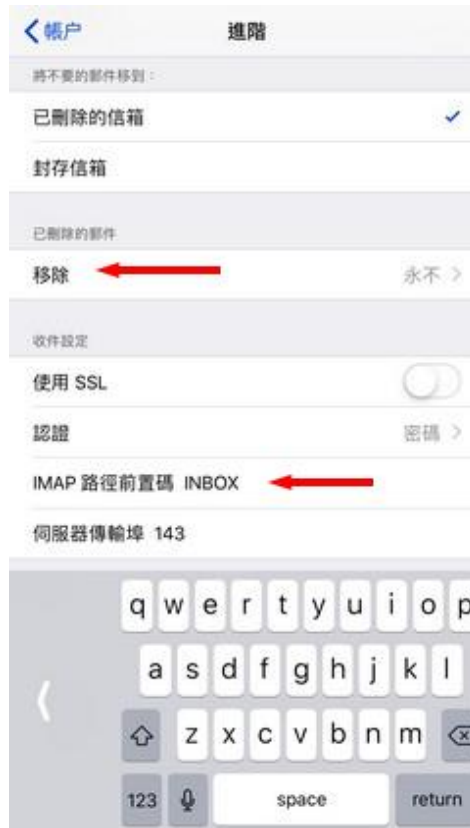 帳户 進階
將不要的郵件移到：
已刪除的信箱
封存信箱
已刪除的郵件
移除 永不
收件設定
使用 SSL
認證 密碼
IMAP 路徑前置碼 INBOX
伺服器傳輸埠 143
q w e r t y u i o p
a s d f g h j k l
z x c v b n m
123 space return